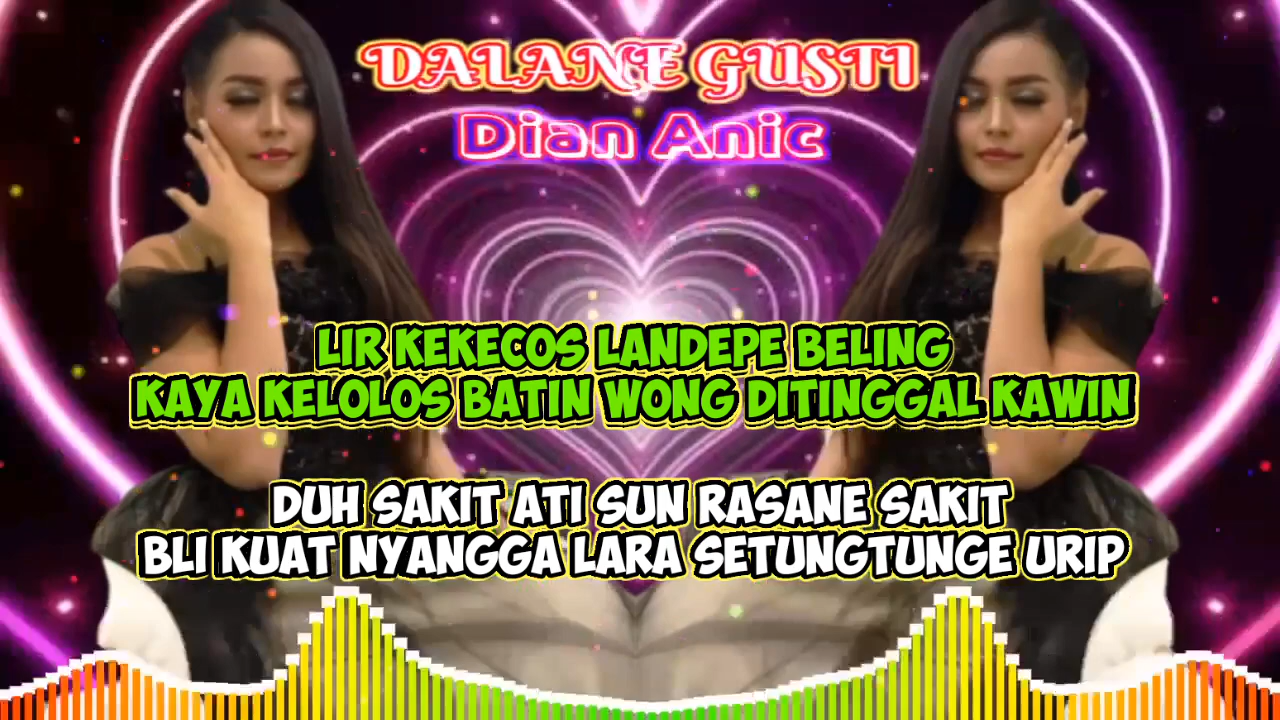 DALANE GUSTI
Dian Anic
LIR KEKECOS LANDEPE BELING
KAYA KELOLOS BATIN WONG DITINGGAL KAWIN
DUH SAKIT ATI SUN RASANE SAKIT
BLI KUAT NYANGGA LARA SETUNGTUNGE URIP